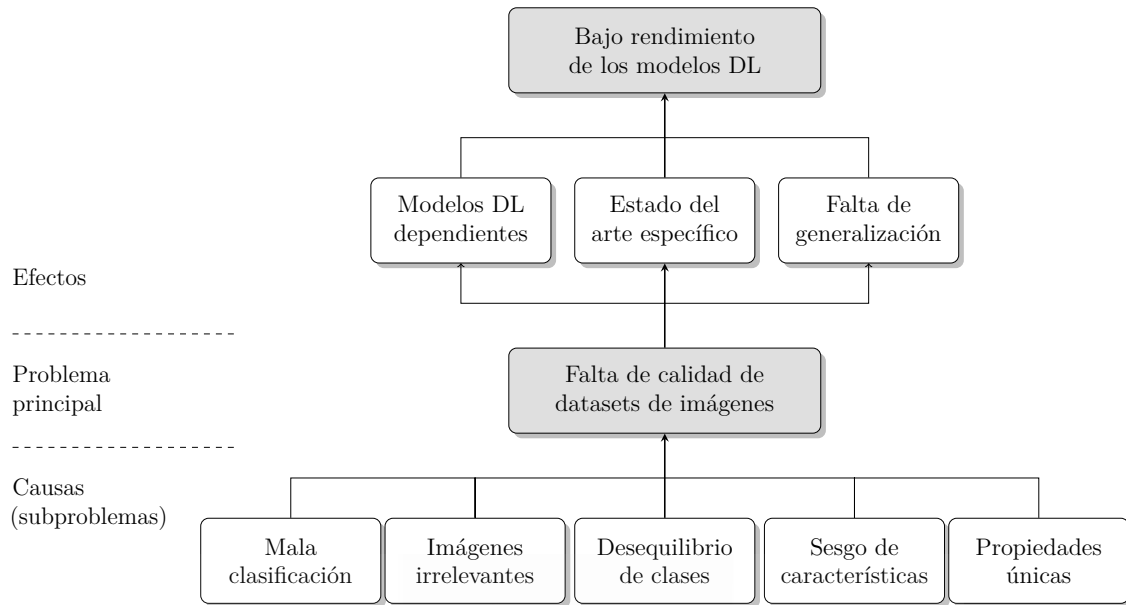 Bajo rendimiento
de los modelos DL
Modelos DL
dependientes
Estado del
arte específico
Falta de
generalización
Efectos
Problema
principal
Falta de calidad de
datasets de imágenes
Causas
(subproblemas)
Mala
clasificación
Imágenes
irrelevantes
Desequilibrio
de clases
Sesgo de
características
Propiedades
únicas